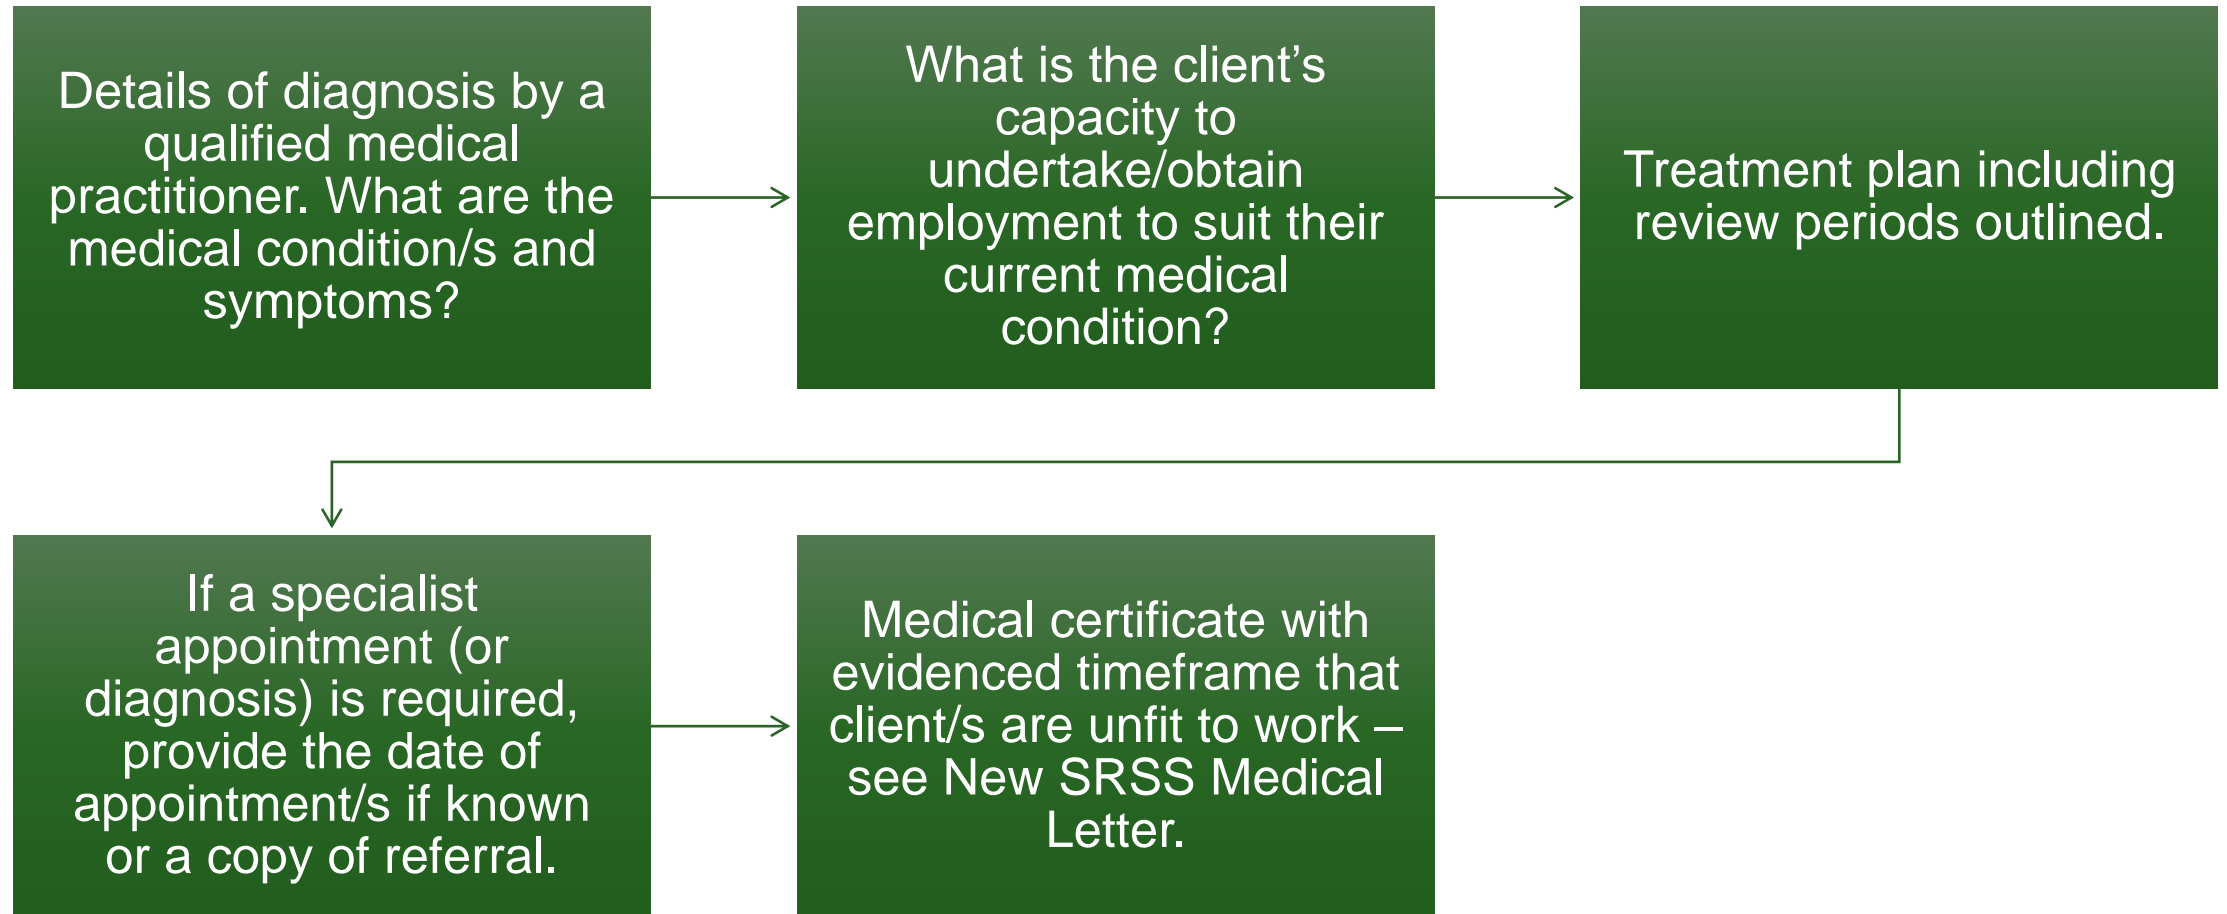 Details of diagnosis by a
qualified medical
practitioner. What are the
medical condition/s and
symptoms?
What is the client’s
capacity to
undertake/obtain
employment to suit their
current medical
condition?
Treatment plan including
review periods outlined.
If a specialist
appointment (or
diagnosis) is required,
provide the date of
appointment/s if known
or a copy of referral.
Medical certificate with
evidenced timeframe that
client/s are unfit to work –
see New SRSS Medical
Letter.